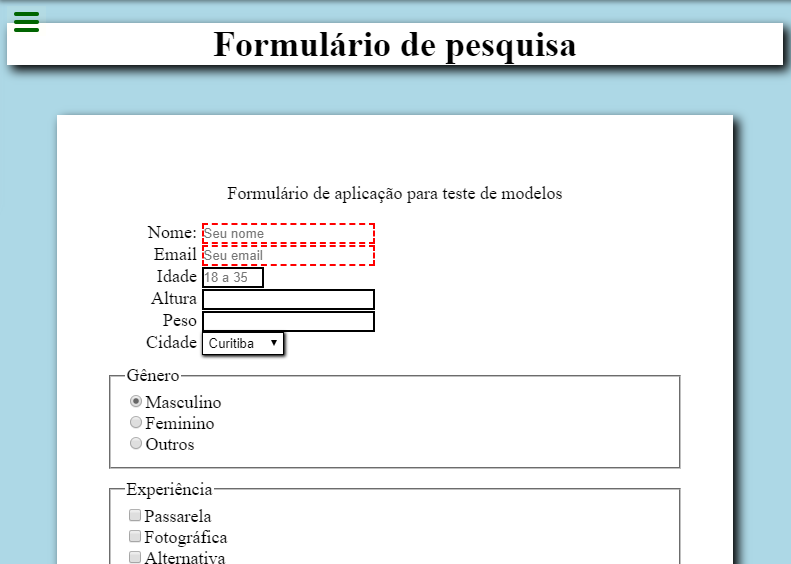 Formulário de pesquisa
Formulário de aplicação para teste de modelos
Nome: Seu nome
Email Seu email
Idade 18 a 35
Altura
Peso
Cidade Curitiba
Gênero
Masculino
Feminino
Outros
Experiência
Passarela
Fotográfica
Alternativa